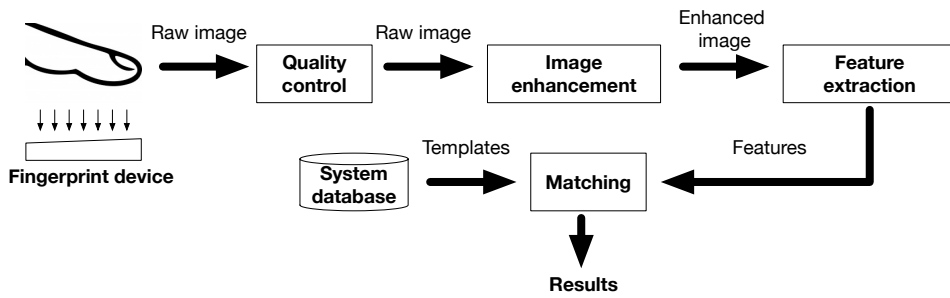 Raw image
Quality
control
Raw image
Image
enhancement
Enhanced
image
Feature
extraction
Fingerprint device
System
database
Templates
Matching
Features
Results